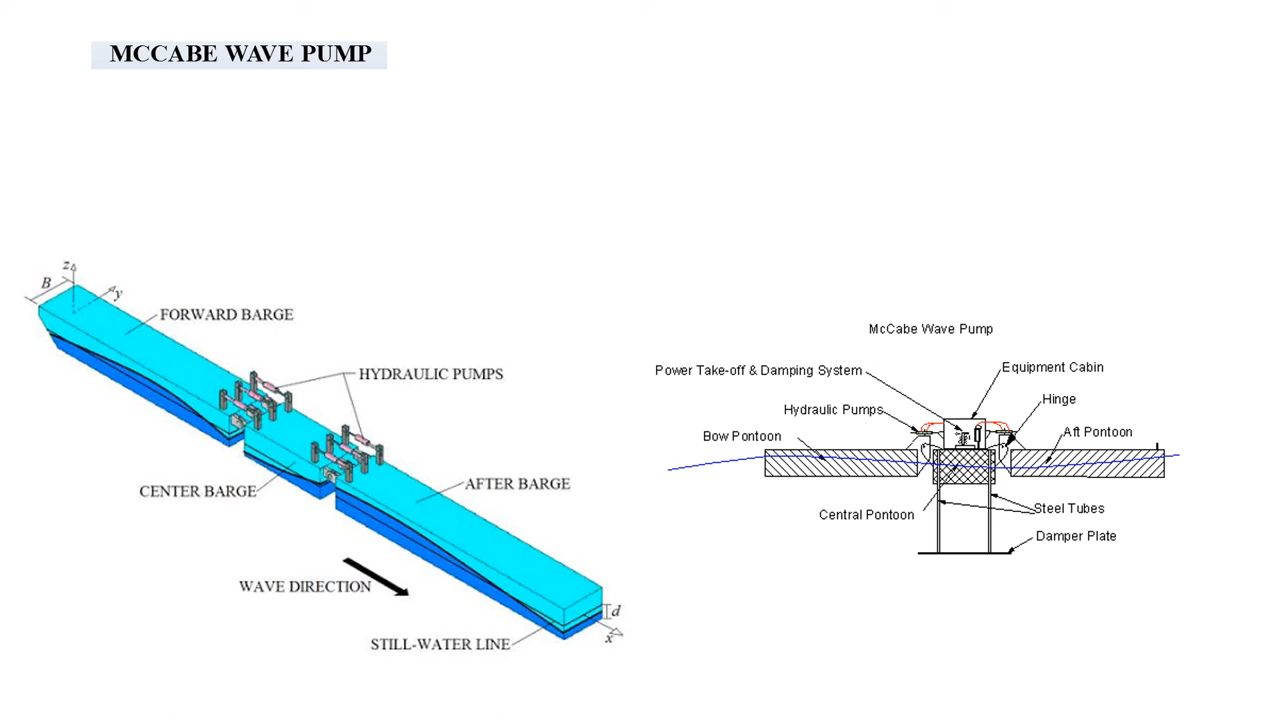 MCCABE WAVE PUMP
z
B
y
FORWARD BARGE
HYDRAULIC PUMPS
CENTER BARGE
AFTER BARGE
WAVE DIRECTION
d
x
STILL-WATER LINE
McCabe Wave Pump
Power Take-off & Damping System
Equipment Cabin
Hydraulic Pumps
Hinge
Bow Pontoon
Aft Pontoon
Central Pontoon
Steel Tubes
Damper Plate